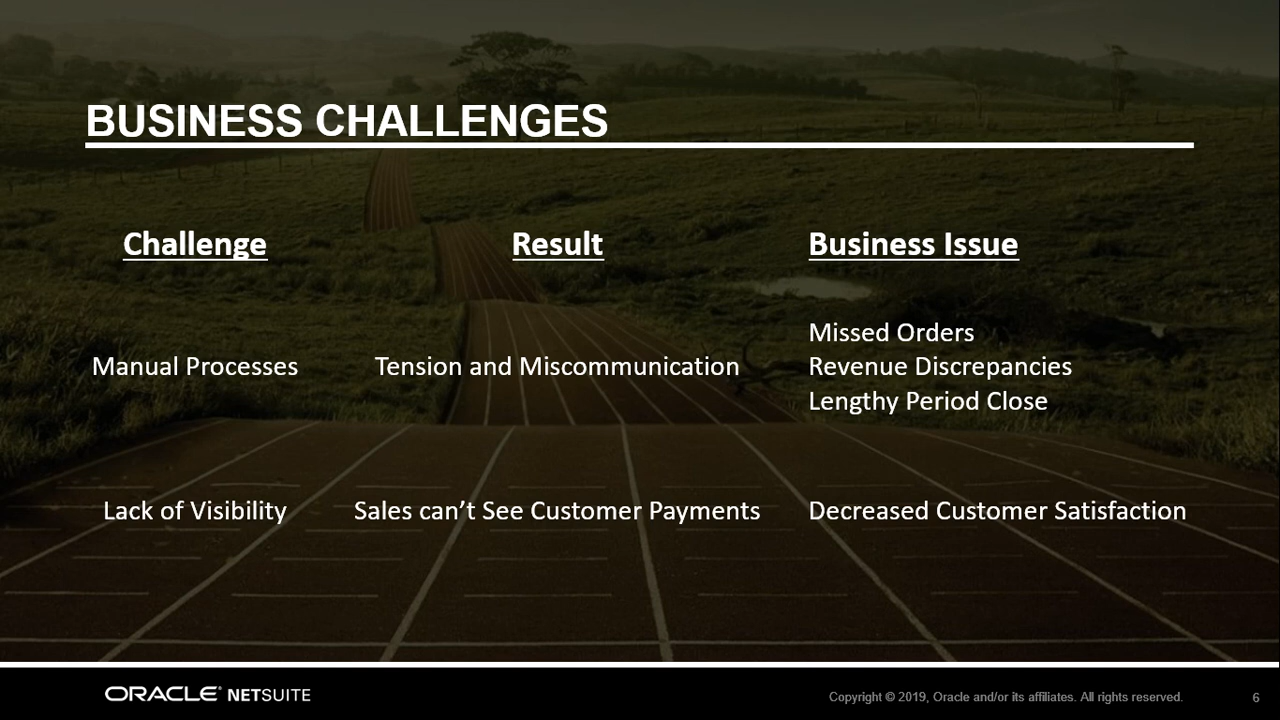 BUSINESS CHALLENGES
Challenge Result Business Issue
Manual Processes Tension and Miscommunication Missed Orders
Revenue Discrepancies
Lengthy Period Close
Lack of Visibility Sales can’t See Customer Payments Decreased Customer Satisfaction
ORACLE® NETSUITE Copyright © 2019, Oracle and/or its affiliates. All rights reserved. 6